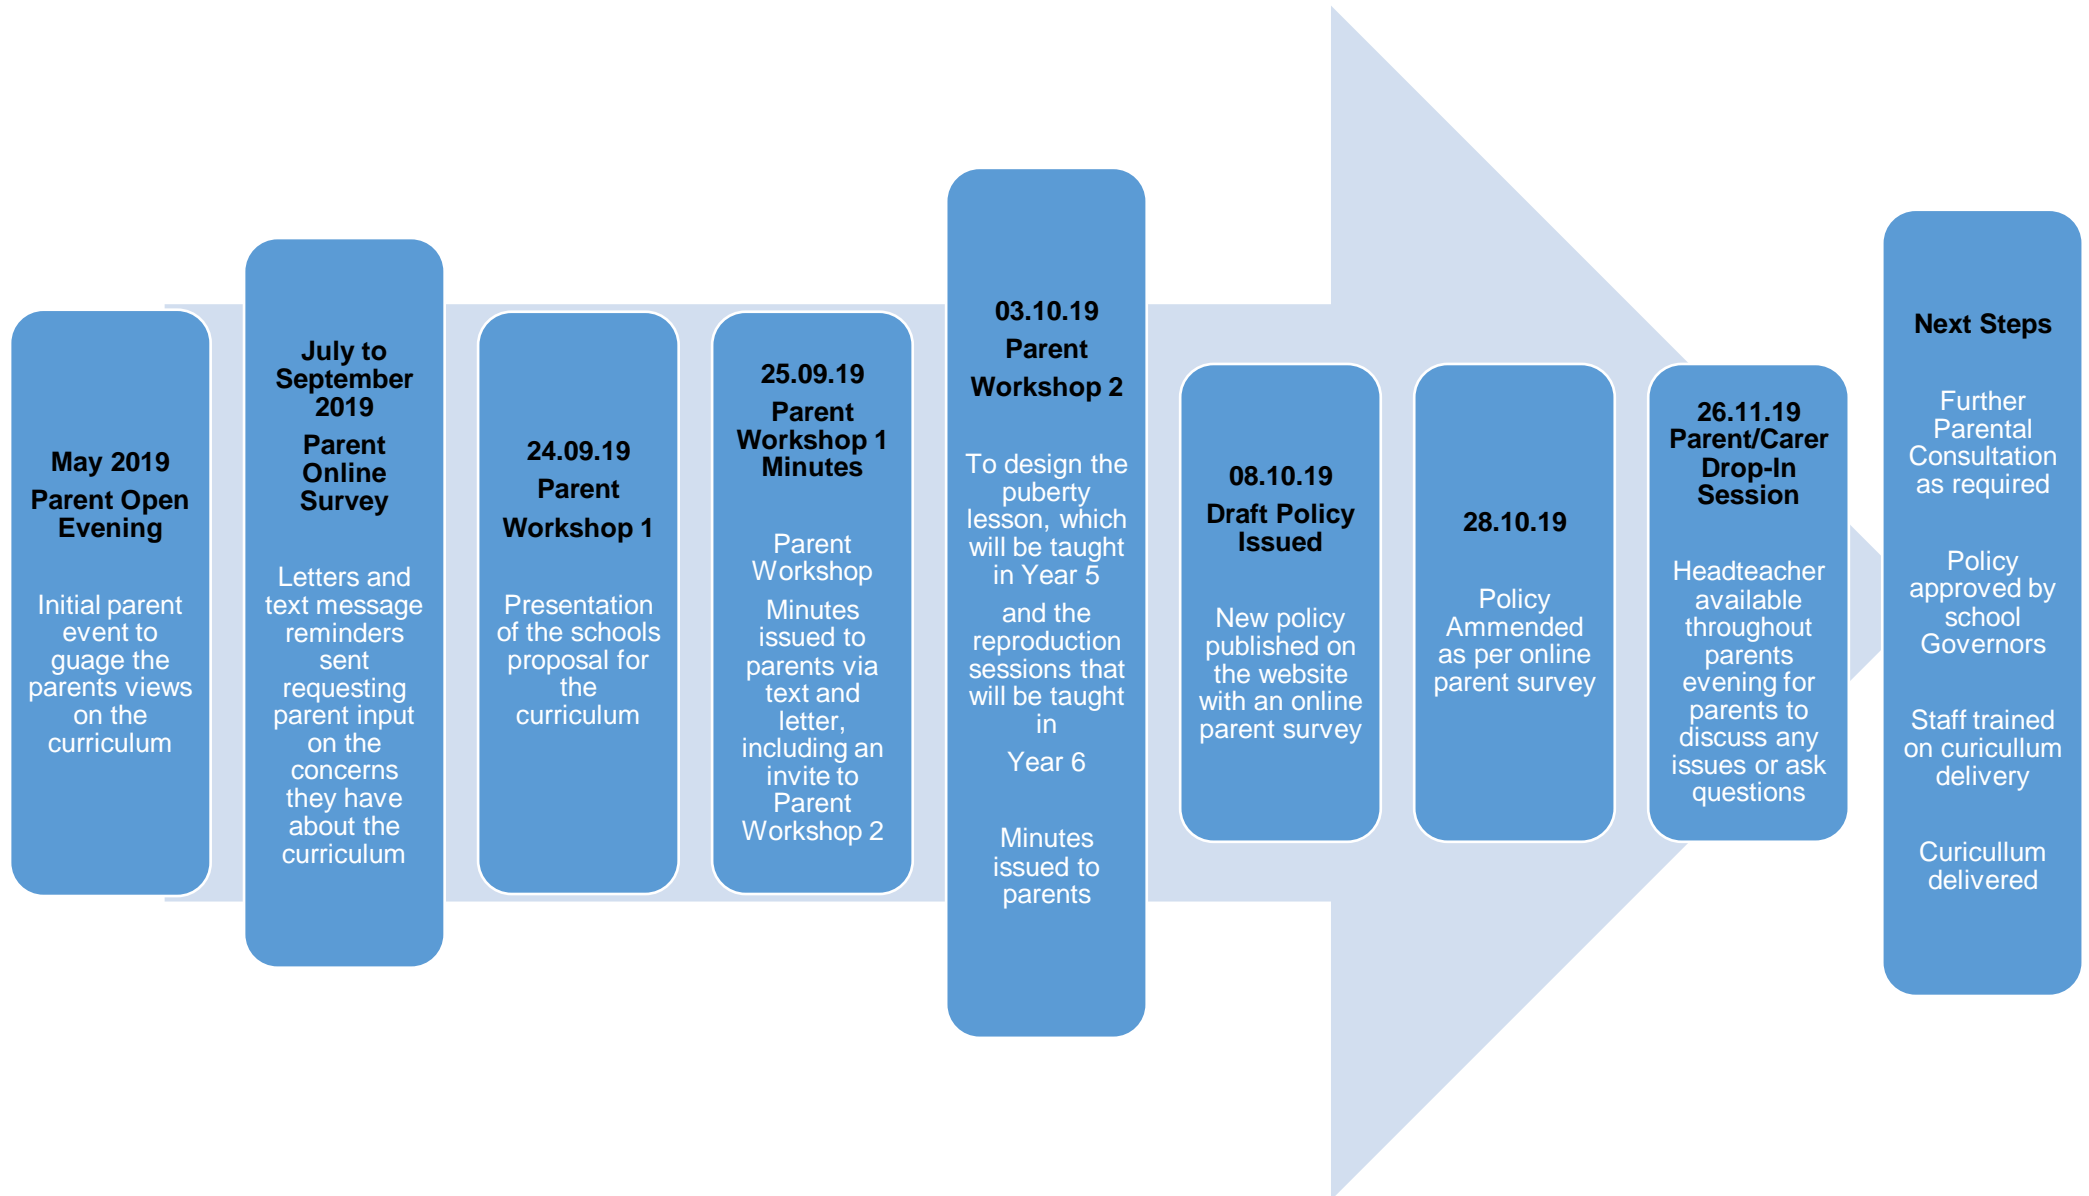 May 2019
Parent Open
Evening
Initial parent
event to
guage the
parents views
on the
curriculum
July to
September
2019
Parent
Online
Survey
Letters and
text message
reminders
sent
requesting
parent input
on the
concerns
they have
about the
curriculum
24.09.19
Parent
Workshop 1
Presentation
of the schools
proposal for
the
curriculum
25.09.19
Parent
Workshop 1
Minutes
Parent
Workshop
Minutes
issued to
parents via
text and
letter,
including an
invite to
Parent
Workshop 2
03.10.19
Parent
Workshop 2
To design the
puberty
lesson, which
will be taught
in Year 5
and the
reproduction
sessions that
will be taught
in
Year 6
Minutes
issued to
parents
08.10.19
Draft Policy
Issued
New policy
published on
the website
with an online
parent survey
28.10.19
Policy
Ammended
as per online
parent survey
26.11.19
Parent/Carer
Drop-In
Session
Headteacher
available
throughout
parents
evening for
parents to
discuss any
issues or ask
questions
Next Steps
Further
Parental
Consultation
as required
Policy
approved by
school
Governors
Staff trained
on curicullum
delivery
Curicullum
delivered